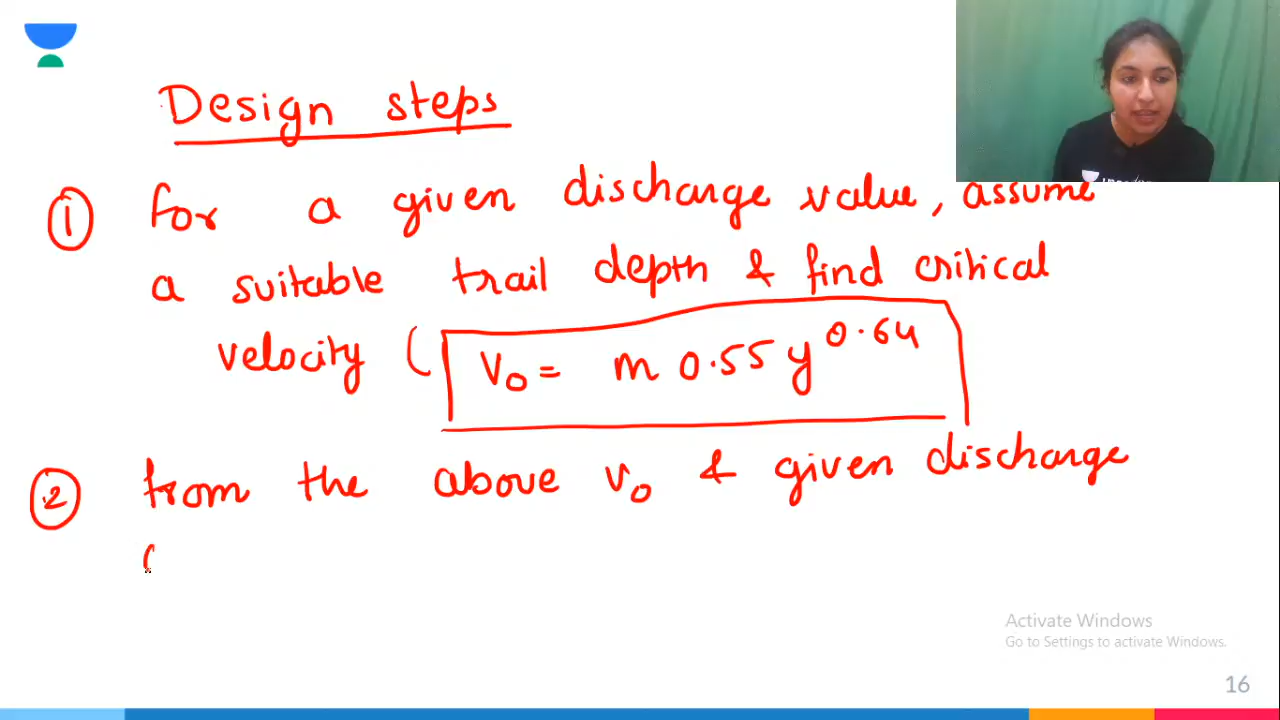 Design steps
① for a given discharge value, assume
a suitable trail depth & find critical
velocity ( V₀ = m 0.55 y^0.64
② from the above v₀ & given discharge
(
Activate Windows
Go to Settings to activate Windows.
16